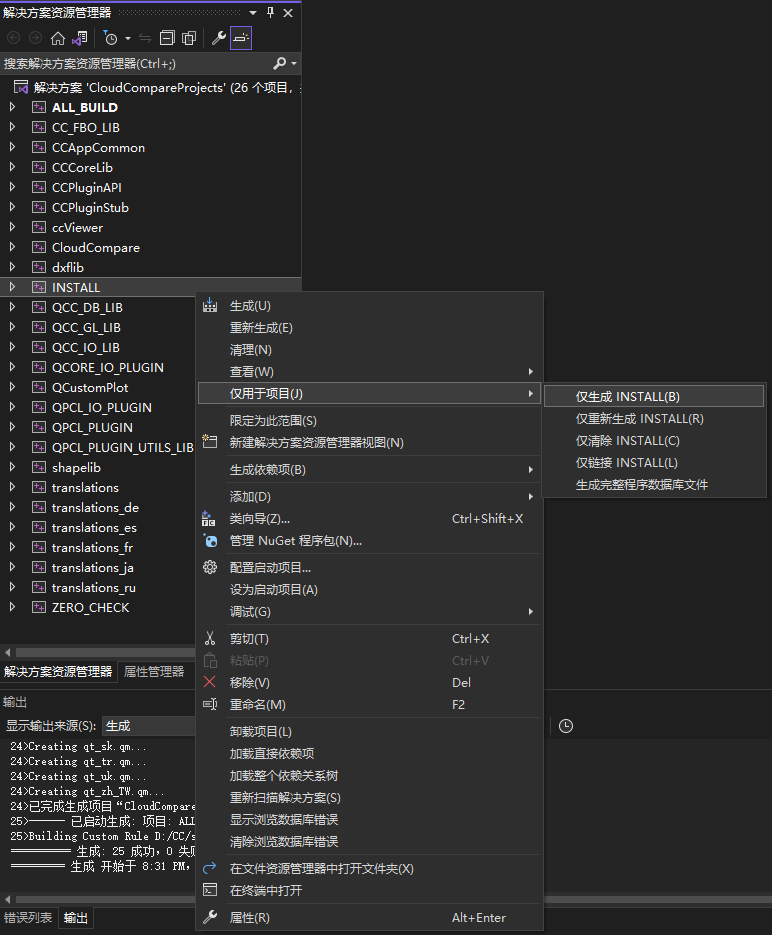 解决方案资源管理器
搜索解决方案资源管理器(Ctrl+;)
解决方案 'CloudCompareProjects' (26 个项目,
ALL_BUILD
CC_FBO_LIB
CCAppCommon
CCCoreLib
CCPluginAPI
CCPluginStub
ccViewer
CloudCompare
dxflib
INSTALL
QCC_DB_LIB
QCC_GL_LIB
QCC_IO_LIB
QCORE_IO_PLUGIN
QCustomPlot
QPCL_IO_PLUGIN
QPCL_PLUGIN
QPCL_PLUGIN_UTILS_LIB
shapelib
translations
translations_de
translations_es
translations_fr
translations_ja
translations_ru
ZERO_CHECK
生成(U)
重新生成(E)
清理(N)
查看(W)
仅用于项目(J)
限定为此范围(S)
新建解决方案资源管理器视图(N)
生成依赖项(B)
添加(D)
类向导(Z)... Ctrl+Shift+X
管理 NuGet 程序包(N)...
配置启动项目...
设为启动项目(A)
调试(G)
剪切(T) Ctrl+X
粘贴(P) Ctrl+V
移除(V) Del
重命名(M) F2
卸载项目(L)
加载直接依赖项
加载整个依赖关系树
重新扫描解决方案(S)
显示浏览数据库错误
清除浏览数据库错误
在文件资源管理器中打开文件夹(X)
在终端中打开
属性(R) Alt+Enter
仅生成 INSTALL(B)
仅重新生成 INSTALL(R)
仅清除 INSTALL(C)
仅链接 INSTALL(L)
生成完整程序数据库文件
解决方案资源管理器 属性管理器
输出
显示输出来源(S): 生成
24>Creating qt_sk.qm...
24>Creating qt_tr.qm...
24>Creating qt_uk.qm...
24>Creating qt_zh_TW.qm...
24>已完成生成项目“CloudCompare
25>------ 已启动生成: 项目: ALL
25>Building Custom Rule D:/CC/s
========== 生成: 25 成功，0 失败
========== 生成 开始于 8:31 PM，
错误列表 输出